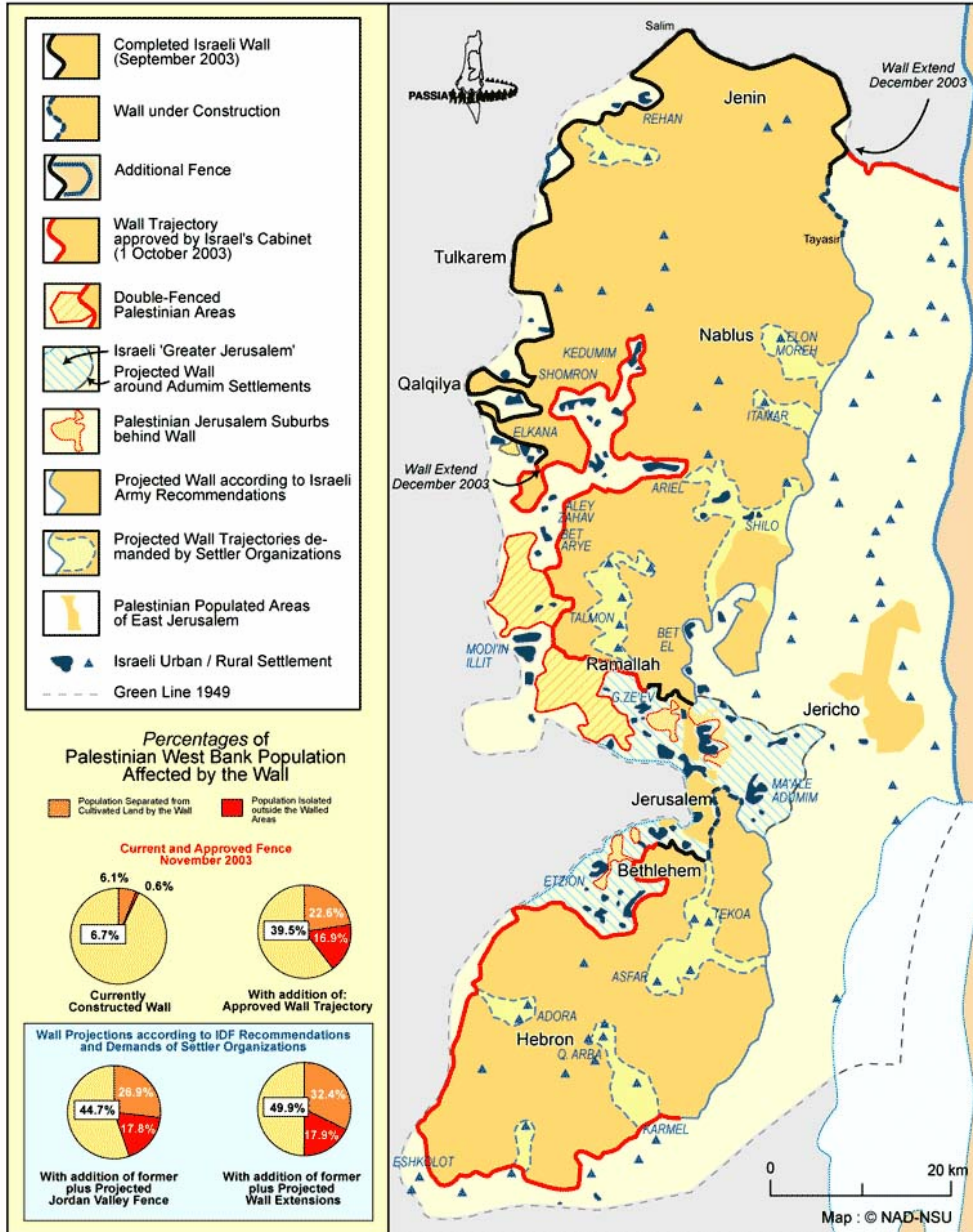 Completed Israeli Wall
(September 2003)
Wall under Construction
Additional Fence
Wall Trajectory
approved by Israel's Cabinet
(1 October 2003)
Double-Fenced
Palestinian Areas
Israeli 'Greater Jerusalem'
Projected Wall
around Adumim Settlements
Palestinian Jerusalem Suburbs
behind Wall
Projected Wall according to Israeli
Army Recommendations
Projected Wall Trajectories de-
manded by Settler Organizations
Palestinian Populated Areas
of East Jerusalem
Israeli Urban / Rural Settlement
Green Line 1949
Percentages of
Palestinian West Bank Population
Affected by the Wall
Population Separated from
Cultivated Land by the Wall
Population Isolated
outside the Walled
Areas
Current and Approved Fence
November 2003
6.1%
0.6%
6.7%
Currently
Constructed Wall
22.6%
39.5%
16.9%
With addition of:
Approved Wall Trajectory
Wall Projections according to IDF Recommendations
and Demands of Settler Organizations
26.9%
44.7%
17.8%
With addition of former
plus Projected
Jordan Valley Fence
32.4%
49.9%
17.9%
With addition of former
plus Projected
Wall Extensions
PASSIA
Salim
Wall Extend
December 2003
Jenin
REHAN
Tayasir
Tulkarem
Nablus
ELON
MOREH
KEDUMIM
SHOMRON
Qalqilya
ITAMAR
ELKANA
Wall Extend
December 2003
ARIEL
ALEY
ZAHAV
BET
ARYE
SHILO
TALMON
BET
EL
MODI'IN
ILLIT
Ramallah
G.ZE'EV
Jericho
MA'ALE
ADUMIM
Jerusalem
Bethlehem
ETZION
TEKOA
ASFAR
ADORA
Hebron
Q. ARBA
KARMEL
ESHKOLOT
0
20 km
Map : © NAD-NSU